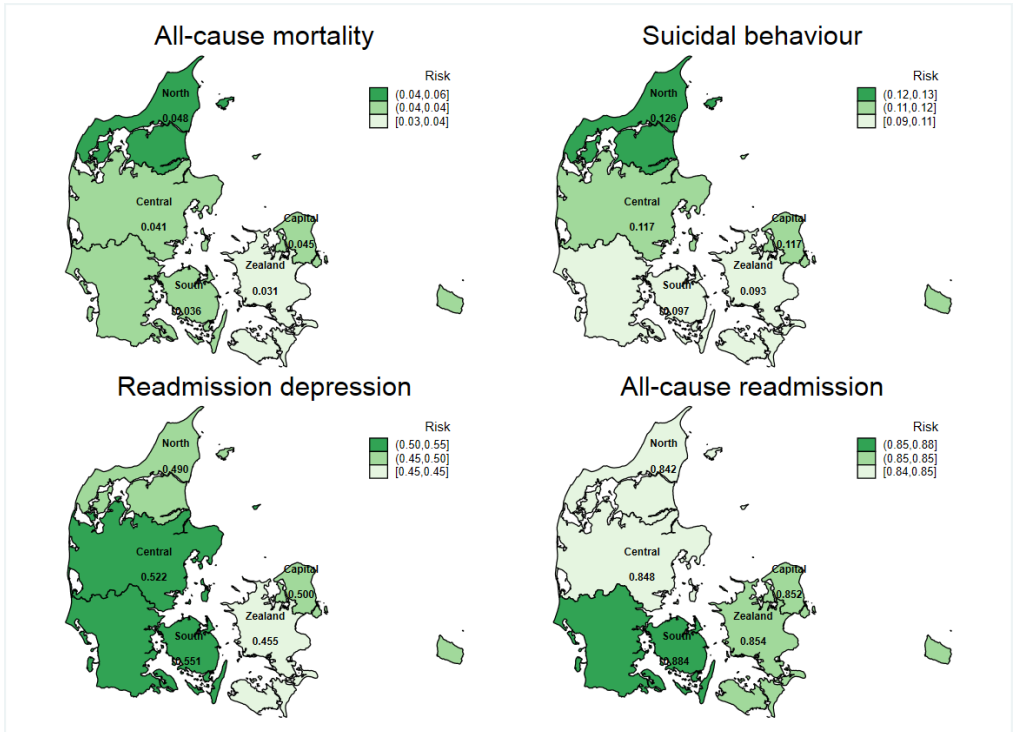 All-cause mortality
Risk
(0.04,0.06]
(0.04,0.04]
[0.03,0.04]
North
0.048
Central
0.041
Capital
0.045
Zealand
0.031
South
0.036
Suicidal behaviour
Risk
(0.12,0.13]
(0.11,0.12]
[0.09,0.11]
North
0.126
Central
0.117
Capital
0.117
Zealand
0.093
South
0.097
Readmission depression
Risk
(0.50,0.55]
(0.45,0.50]
[0.45,0.45]
North
0.490
Central
0.522
Capital
0.500
Zealand
0.455
South
0.551
All-cause readmission
Risk
(0.85,0.88]
(0.85,0.85]
[0.84,0.85]
North
0.842
Central
0.848
Capital
0.852
Zealand
0.854
South
0.884